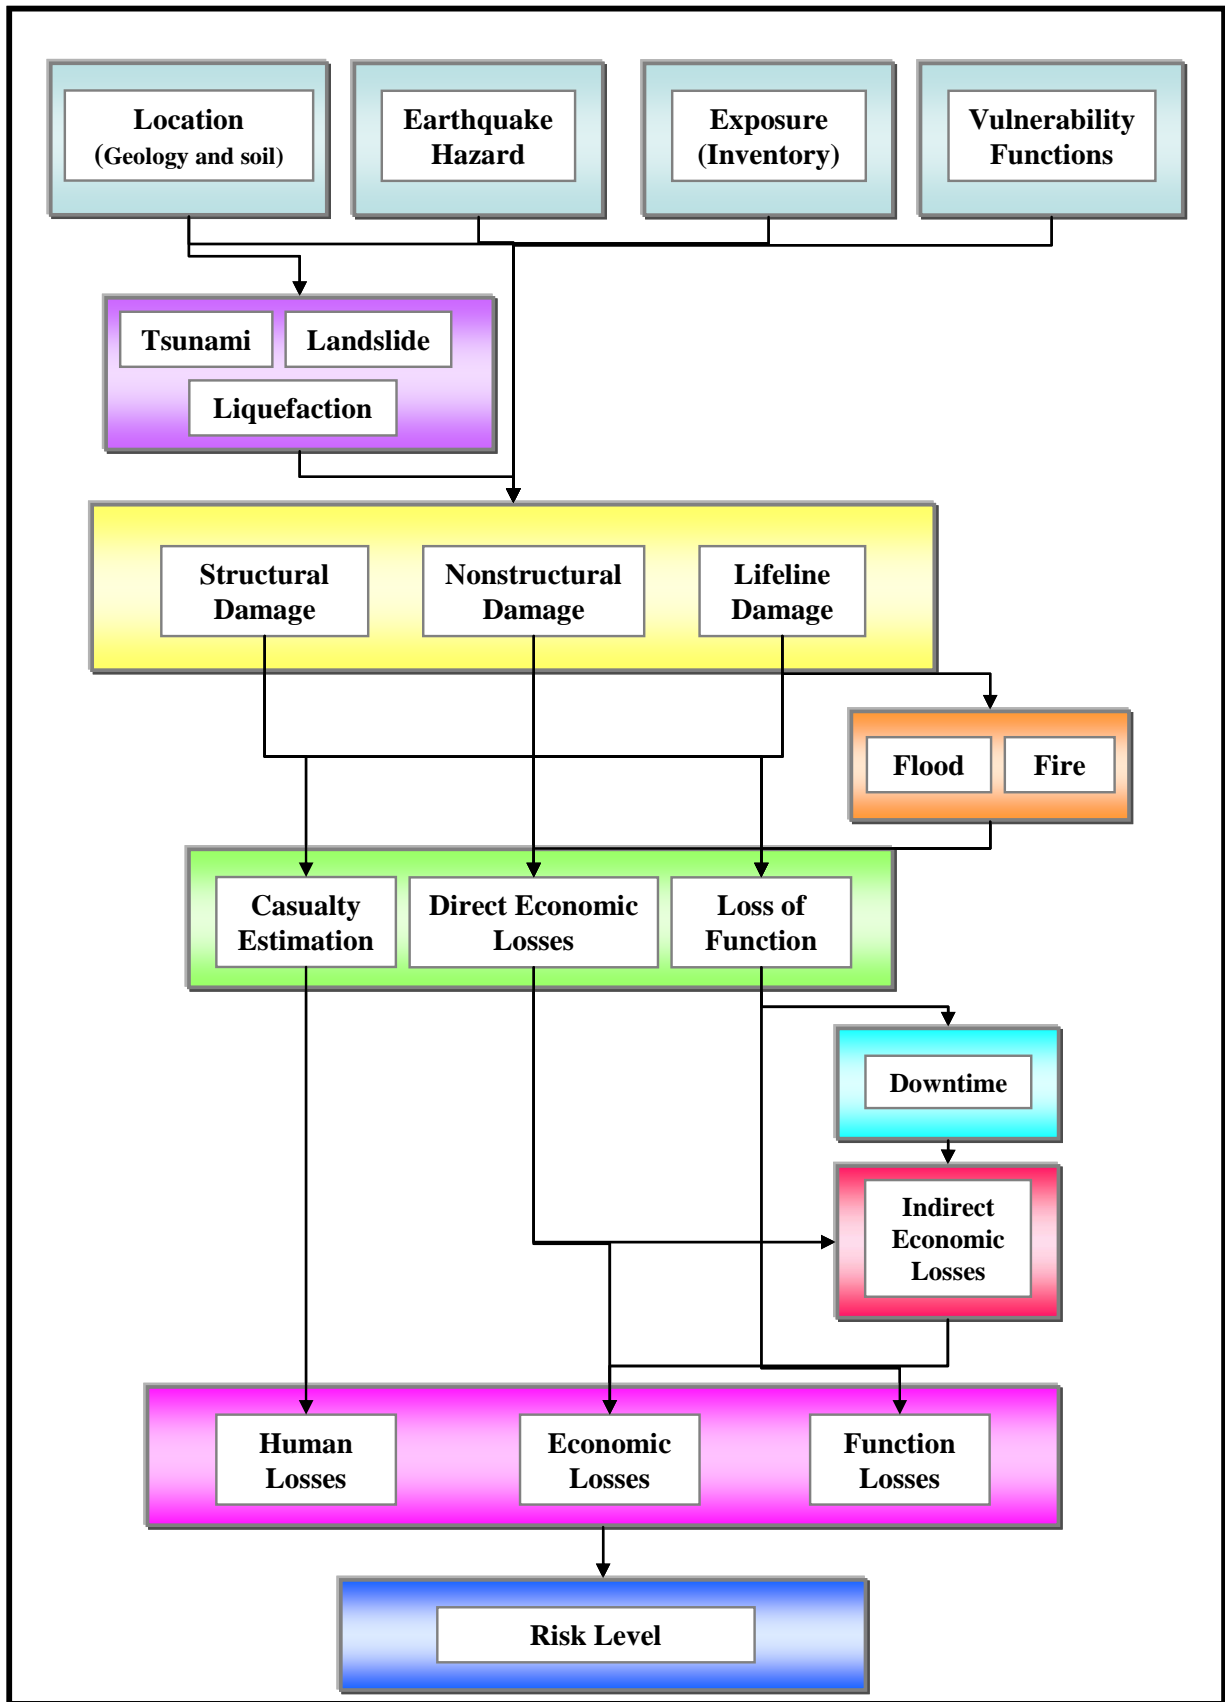 Location
(Geology and soil)
Earthquake
Hazard
Exposure
(Inventory)
Vulnerability
Functions
Tsunami
Landslide
Liquefaction
Structural
Damage
Nonstructural
Damage
Lifeline
Damage
Flood
Fire
Casualty
Estimation
Direct Economic
Losses
Loss of
Function
Downtime
Indirect
Economic
Losses
Human
Losses
Economic
Losses
Function
Losses
Risk Level